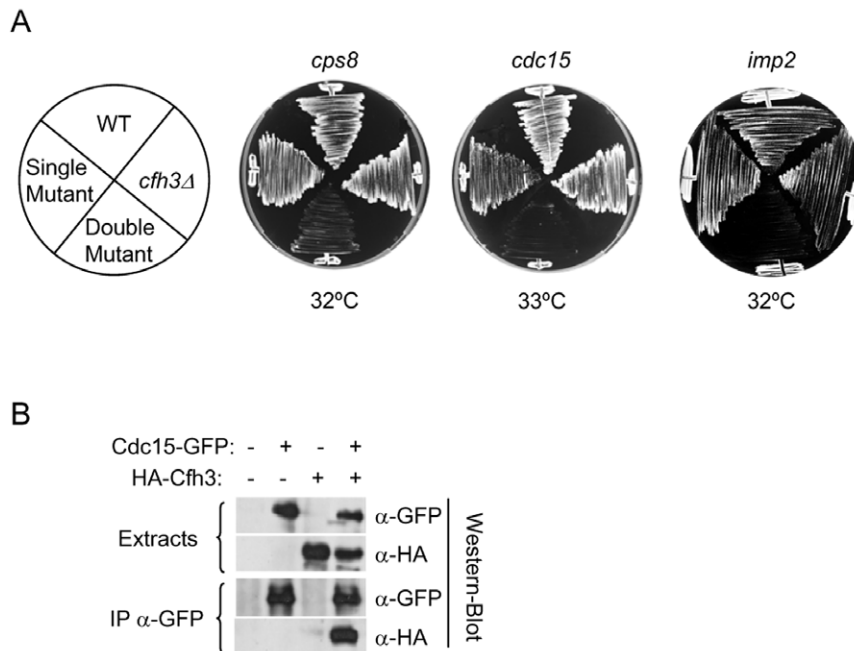 A
cps8 cdc15 imp2
WT
Single Mutant
cfh3Δ
Double Mutant
32ºC 33ºC 32ºC
B
Cdc15-GFP: - + - +
HA-Cfh3: - - + +
Extracts
α-GFP
α-HA
IP α-GFP
α-GFP
α-HA
Western-Blot